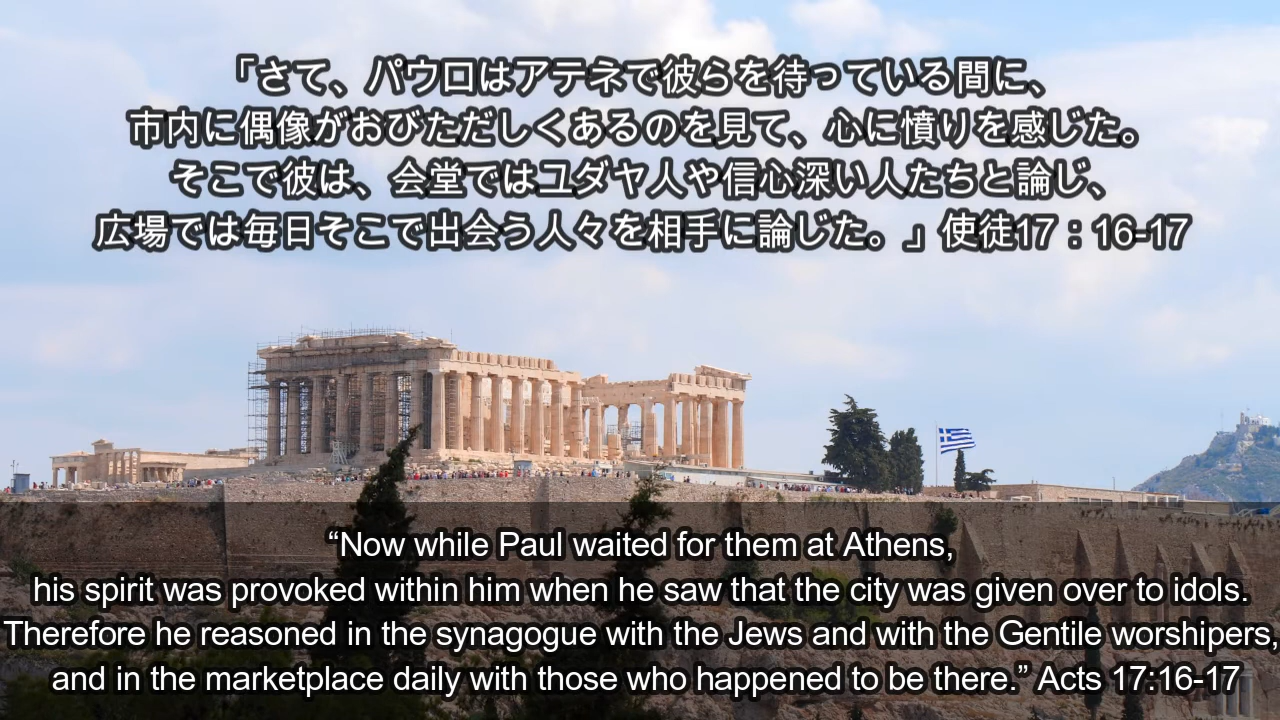 「さて、パウロはアテネで彼らを待っている間に、
市内に偶像がおびただしくあるのを見て、心に憤りを感じた。
そこで彼は、会堂ではユダヤ人や信心深い人たちと論じ、
広場では毎日そこで出会う人々を相手に論じた。」使徒17：16-17
“Now while Paul waited for them at Athens,
his spirit was provoked within him when he saw that the city was given over to idols.
Therefore he reasoned in the synagogue with the Jews and with the Gentile worshipers,
and in the marketplace daily with those who happened to be there.” Acts 17:16-17